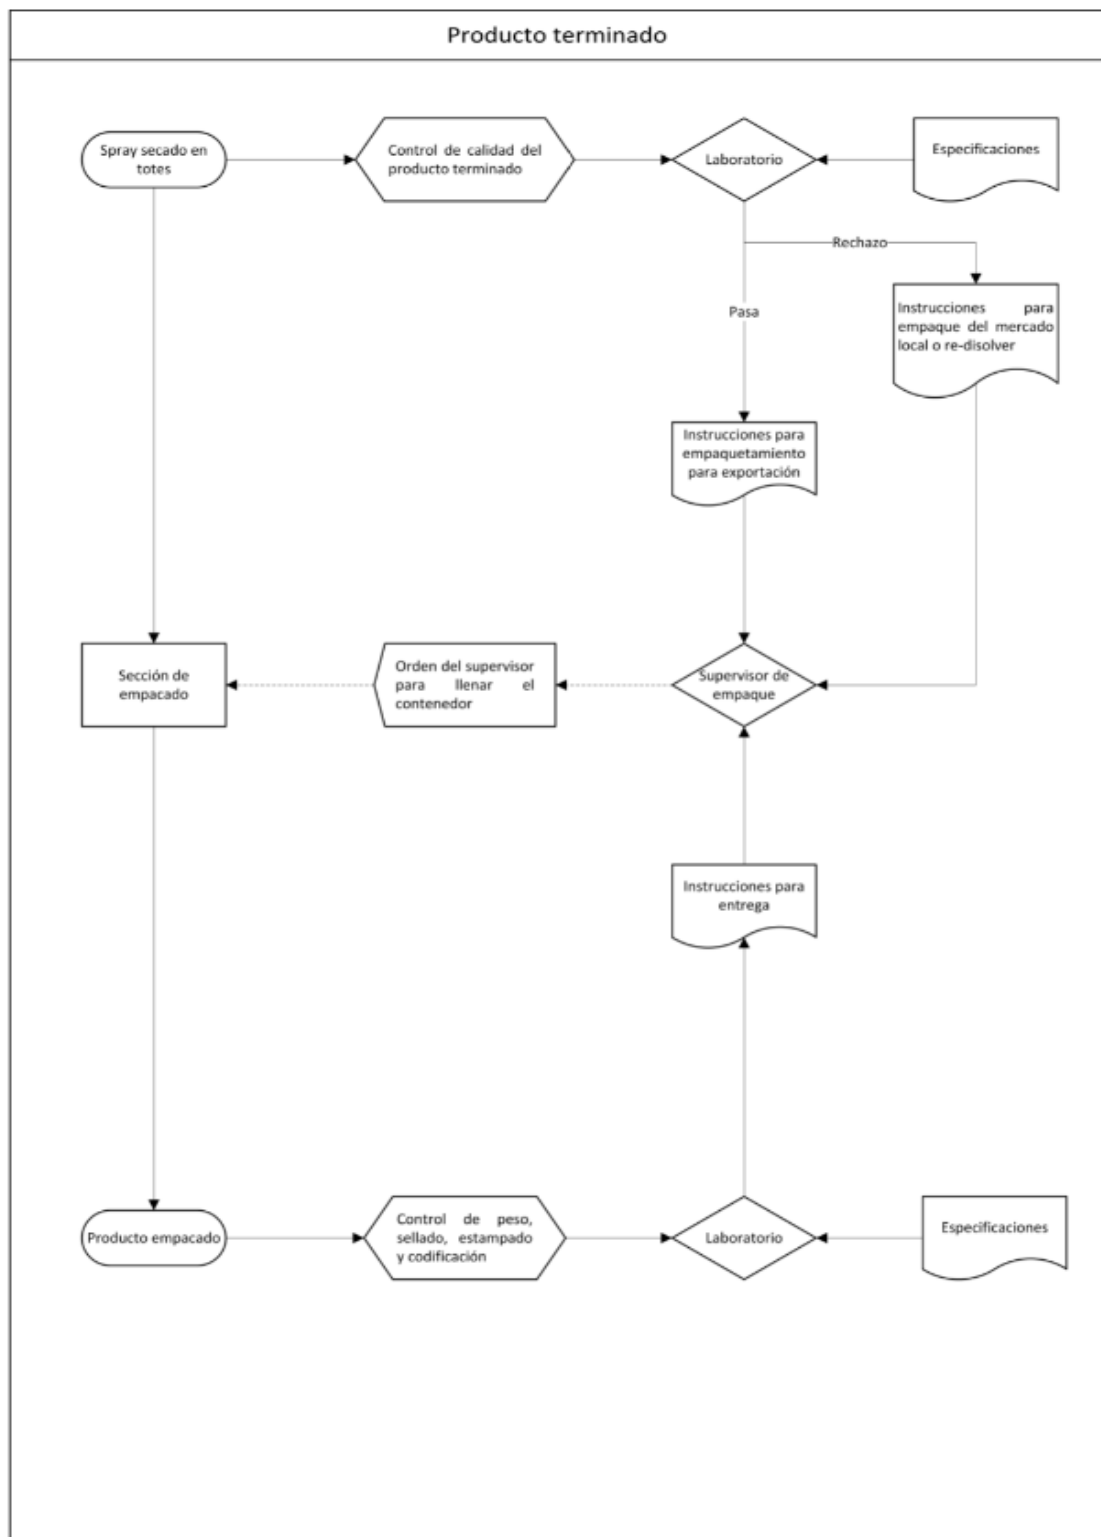 Producto terminado
Spray secado en
totes
Control de calidad del
producto terminado
Laboratorio
Especificaciones
Rechazo
Pasa
Instrucciones para
empaque del mercado
local o re-disolver
Instrucciones para
empaquetamiento
para exportación
Sección de
empacado
Orden del supervisor
para llenar el
contenedor
Supervisor de
empaque
Instrucciones para
entrega
Producto empacado
Control de peso,
sellado, estampado
y codificación
Laboratorio
Especificaciones